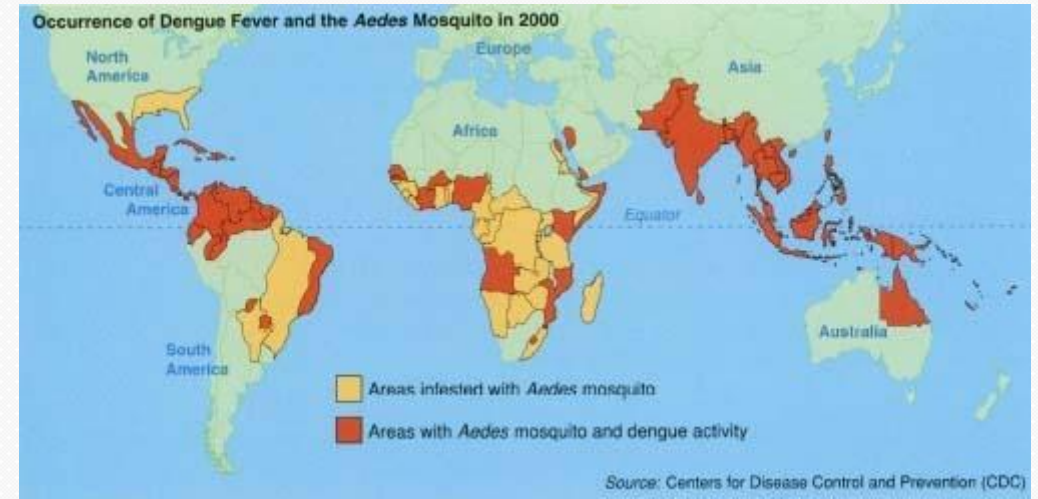 Occurrence of Dengue Fever and the Aedes Mosquito in 2000
North
America
Europe
Asia
Africa
Central
America
Equator
Australia
South
America
Areas infested with Aedes mosquito
Areas with Aedes mosquito and dengue activity
Source: Centers for Disease Control and Prevention (CDC)